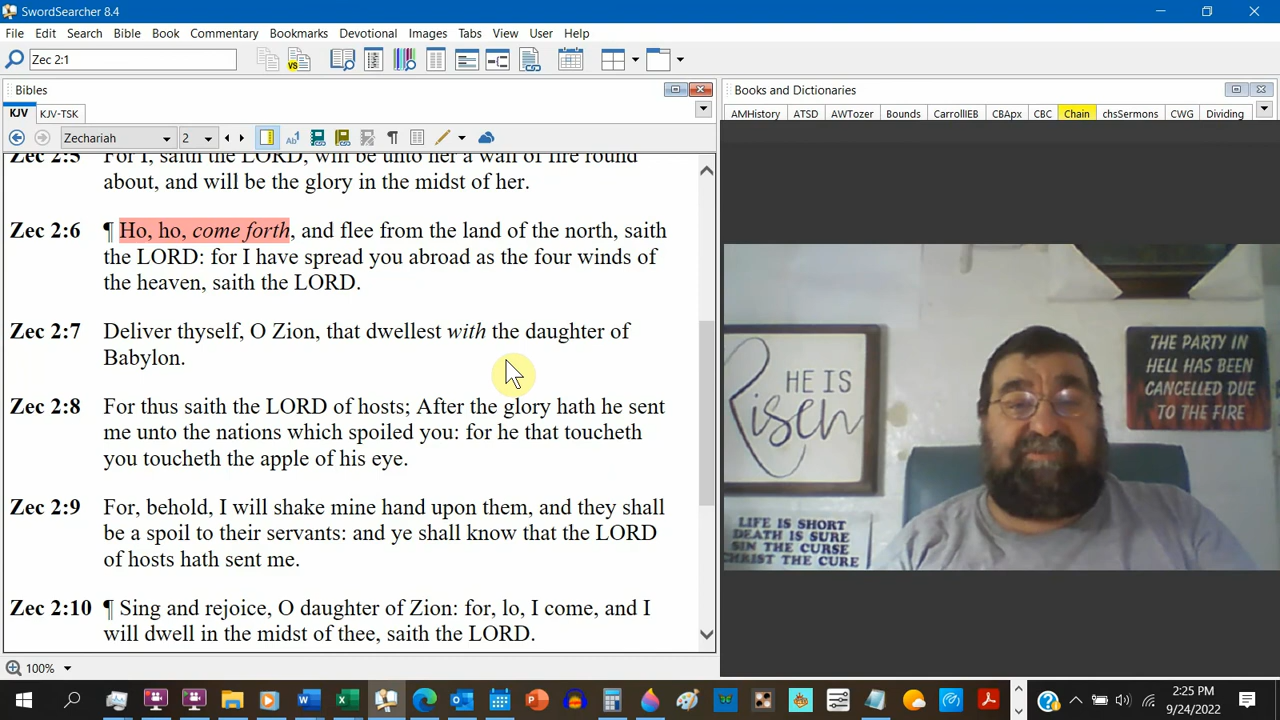 SwordSearcher 8.4
File Edit Search Bible Book Commentary Bookmarks Devotional Images Tabs View User Help
Zec 2:1
VS
Bibles
KJV KJV-TSK
Zechariah 2
Zec 2:5 For I, saith the LORD, will be unto her a wall of fire round
about, and will be the glory in the midst of her.
Zec 2:6 ¶ Ho, ho, come forth, and flee from the land of the north, saith
the LORD: for I have spread you abroad as the four winds of
the heaven, saith the LORD.
Zec 2:7 Deliver thyself, O Zion, that dwellest with the daughter of
Babylon.
Zec 2:8 For thus saith the LORD of hosts; After the glory hath he sent
me unto the nations which spoiled you: for he that toucheth
you toucheth the apple of his eye.
Zec 2:9 For, behold, I will shake mine hand upon them, and they shall
be a spoil to their servants: and ye shall know that the LORD
of hosts hath sent me.
Zec 2:10 ¶ Sing and rejoice, O daughter of Zion: for, lo, I come, and I
will dwell in the midst of thee, saith the LORD.
100%
Books and Dictionaries
AMHistory ATSD AWTozer Bounds CarrollIEB CBApx CBC Chain chsSermons CWG Dividing
HE IS
Risen
THE PARTY IN
HELL HAS BEEN
CANCELLED DUE
TO THE FIRE
LIFE IS SHORT
DEATH IS SURE
SIN THE CURSE
CHRIST THE CURE
2:25 PM
9/24/2022